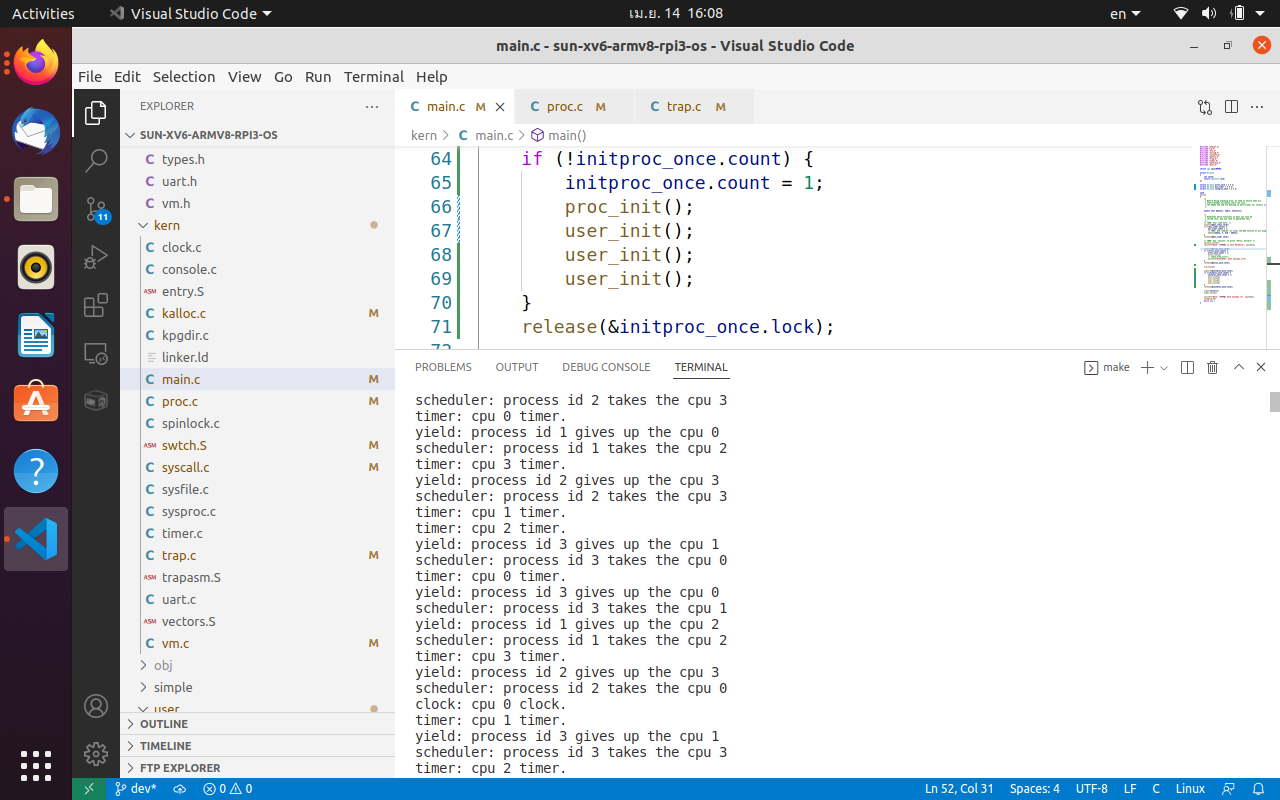 Activities
Visual Studio Code
เม.ย. 14 16:08
en
main.c - sun-xv6-armv8-rpi3-os - Visual Studio Code
File Edit Selection View Go Run Terminal Help
EXPLORER
SUN-XV6-ARMV8-RPI3-OS
types.h
uart.h
vm.h
kern
clock.c
console.c
entry.S
kalloc.c M
kpgdir.c
linker.ld
main.c M
proc.c M
spinlock.c
swtch.S M
syscall.c M
sysfile.c
sysproc.c
timer.c
trap.c M
trapasm.S
uart.c
vectors.S
vm.c M
obj
simple
user
OUTLINE
TIMELINE
FTP EXPLORER
11
main.c M
proc.c M
trap.c M
kern > main.c > main()
64 if (!initproc_once.count) {
65 initproc_once.count = 1;
66 proc_init();
67 user_init();
68 user_init();
69 user_init();
70 }
71 release(&initproc_once.lock);
72
PROBLEMS OUTPUT DEBUG CONSOLE TERMINAL
make
scheduler: process id 2 takes the cpu 3
timer: cpu 0 timer.
yield: process id 1 gives up the cpu 0
scheduler: process id 1 takes the cpu 2
timer: cpu 3 timer.
yield: process id 2 gives up the cpu 3
scheduler: process id 2 takes the cpu 3
timer: cpu 1 timer.
timer: cpu 2 timer.
yield: process id 3 gives up the cpu 1
scheduler: process id 3 takes the cpu 0
timer: cpu 0 timer.
yield: process id 3 gives up the cpu 0
scheduler: process id 3 takes the cpu 1
yield: process id 1 gives up the cpu 2
scheduler: process id 1 takes the cpu 2
timer: cpu 3 timer.
yield: process id 2 gives up the cpu 3
scheduler: process id 2 takes the cpu 0
clock: cpu 0 clock.
timer: cpu 1 timer.
yield: process id 3 gives up the cpu 1
scheduler: process id 3 takes the cpu 3
timer: cpu 2 timer.
dev* 0 0
Ln 52, Col 31 Spaces: 4 UTF-8 LF C Linux